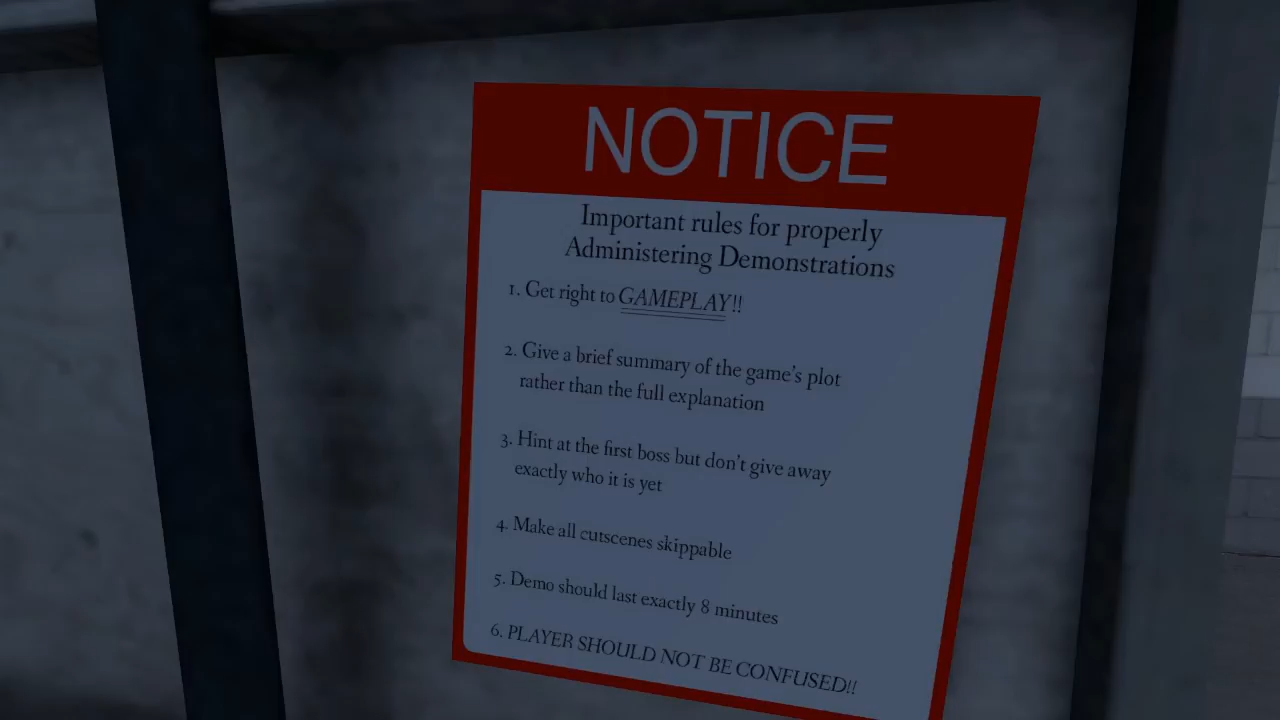 NOTICE
Important rules for properly
Administering Demonstrations
1. Get right to GAMEPLAY!!
2. Give a brief summary of the game's plot
rather than the full explanation
3. Hint at the first boss but don't give away
exactly who it is yet
4. Make all cutscenes skippable
5. Demo should last exactly 8 minutes
6. PLAYER SHOULD NOT BE CONFUSED!!